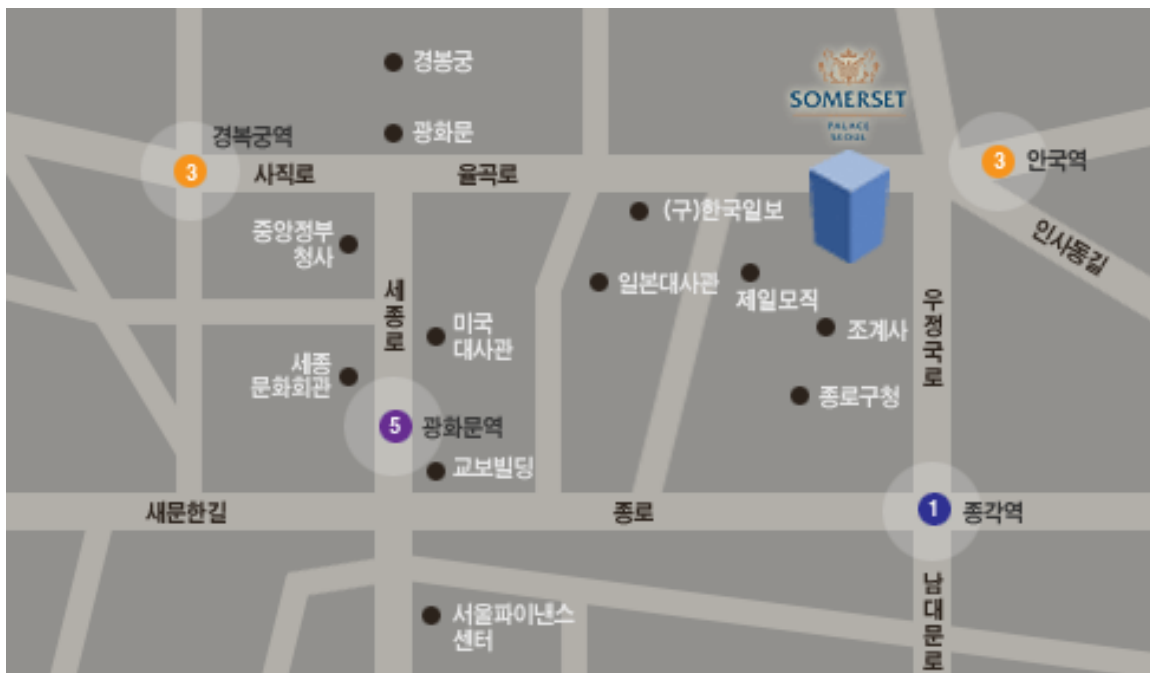 경봉궁
SOMERSET
PALACE
SEOUL
경복궁역
광화문
3
사직로
율곡로
3
안국역
(구)한국일보
중앙정부
청사
인사동길
일본대사관
제일모직
세종로
미국
대사관
조계사
우정국로
세종
문화회관
종로구청
5
광화문역
교보빌딩
새문한길
종로
1
종각역
남대문로
서울파이낸스
센터